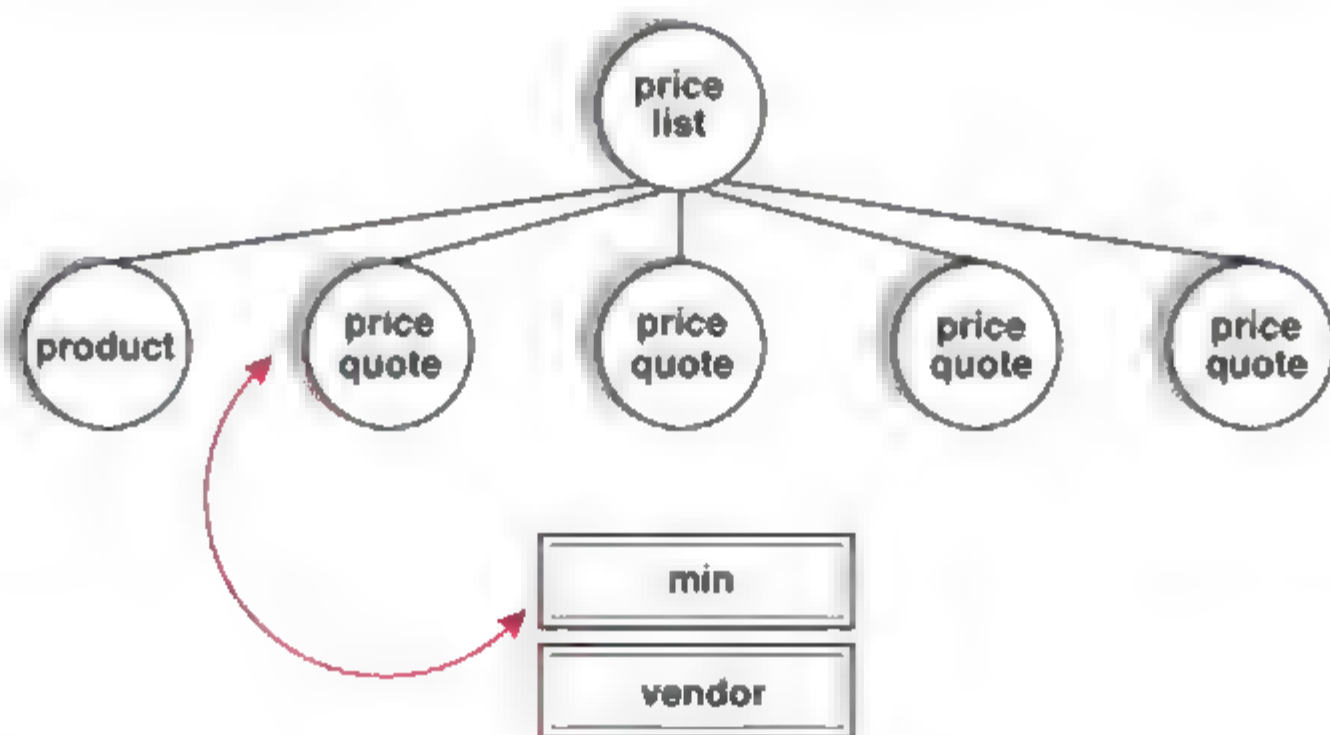 price
list
product
price
quote
price
quote
price
quote
price
quote
min
vendor